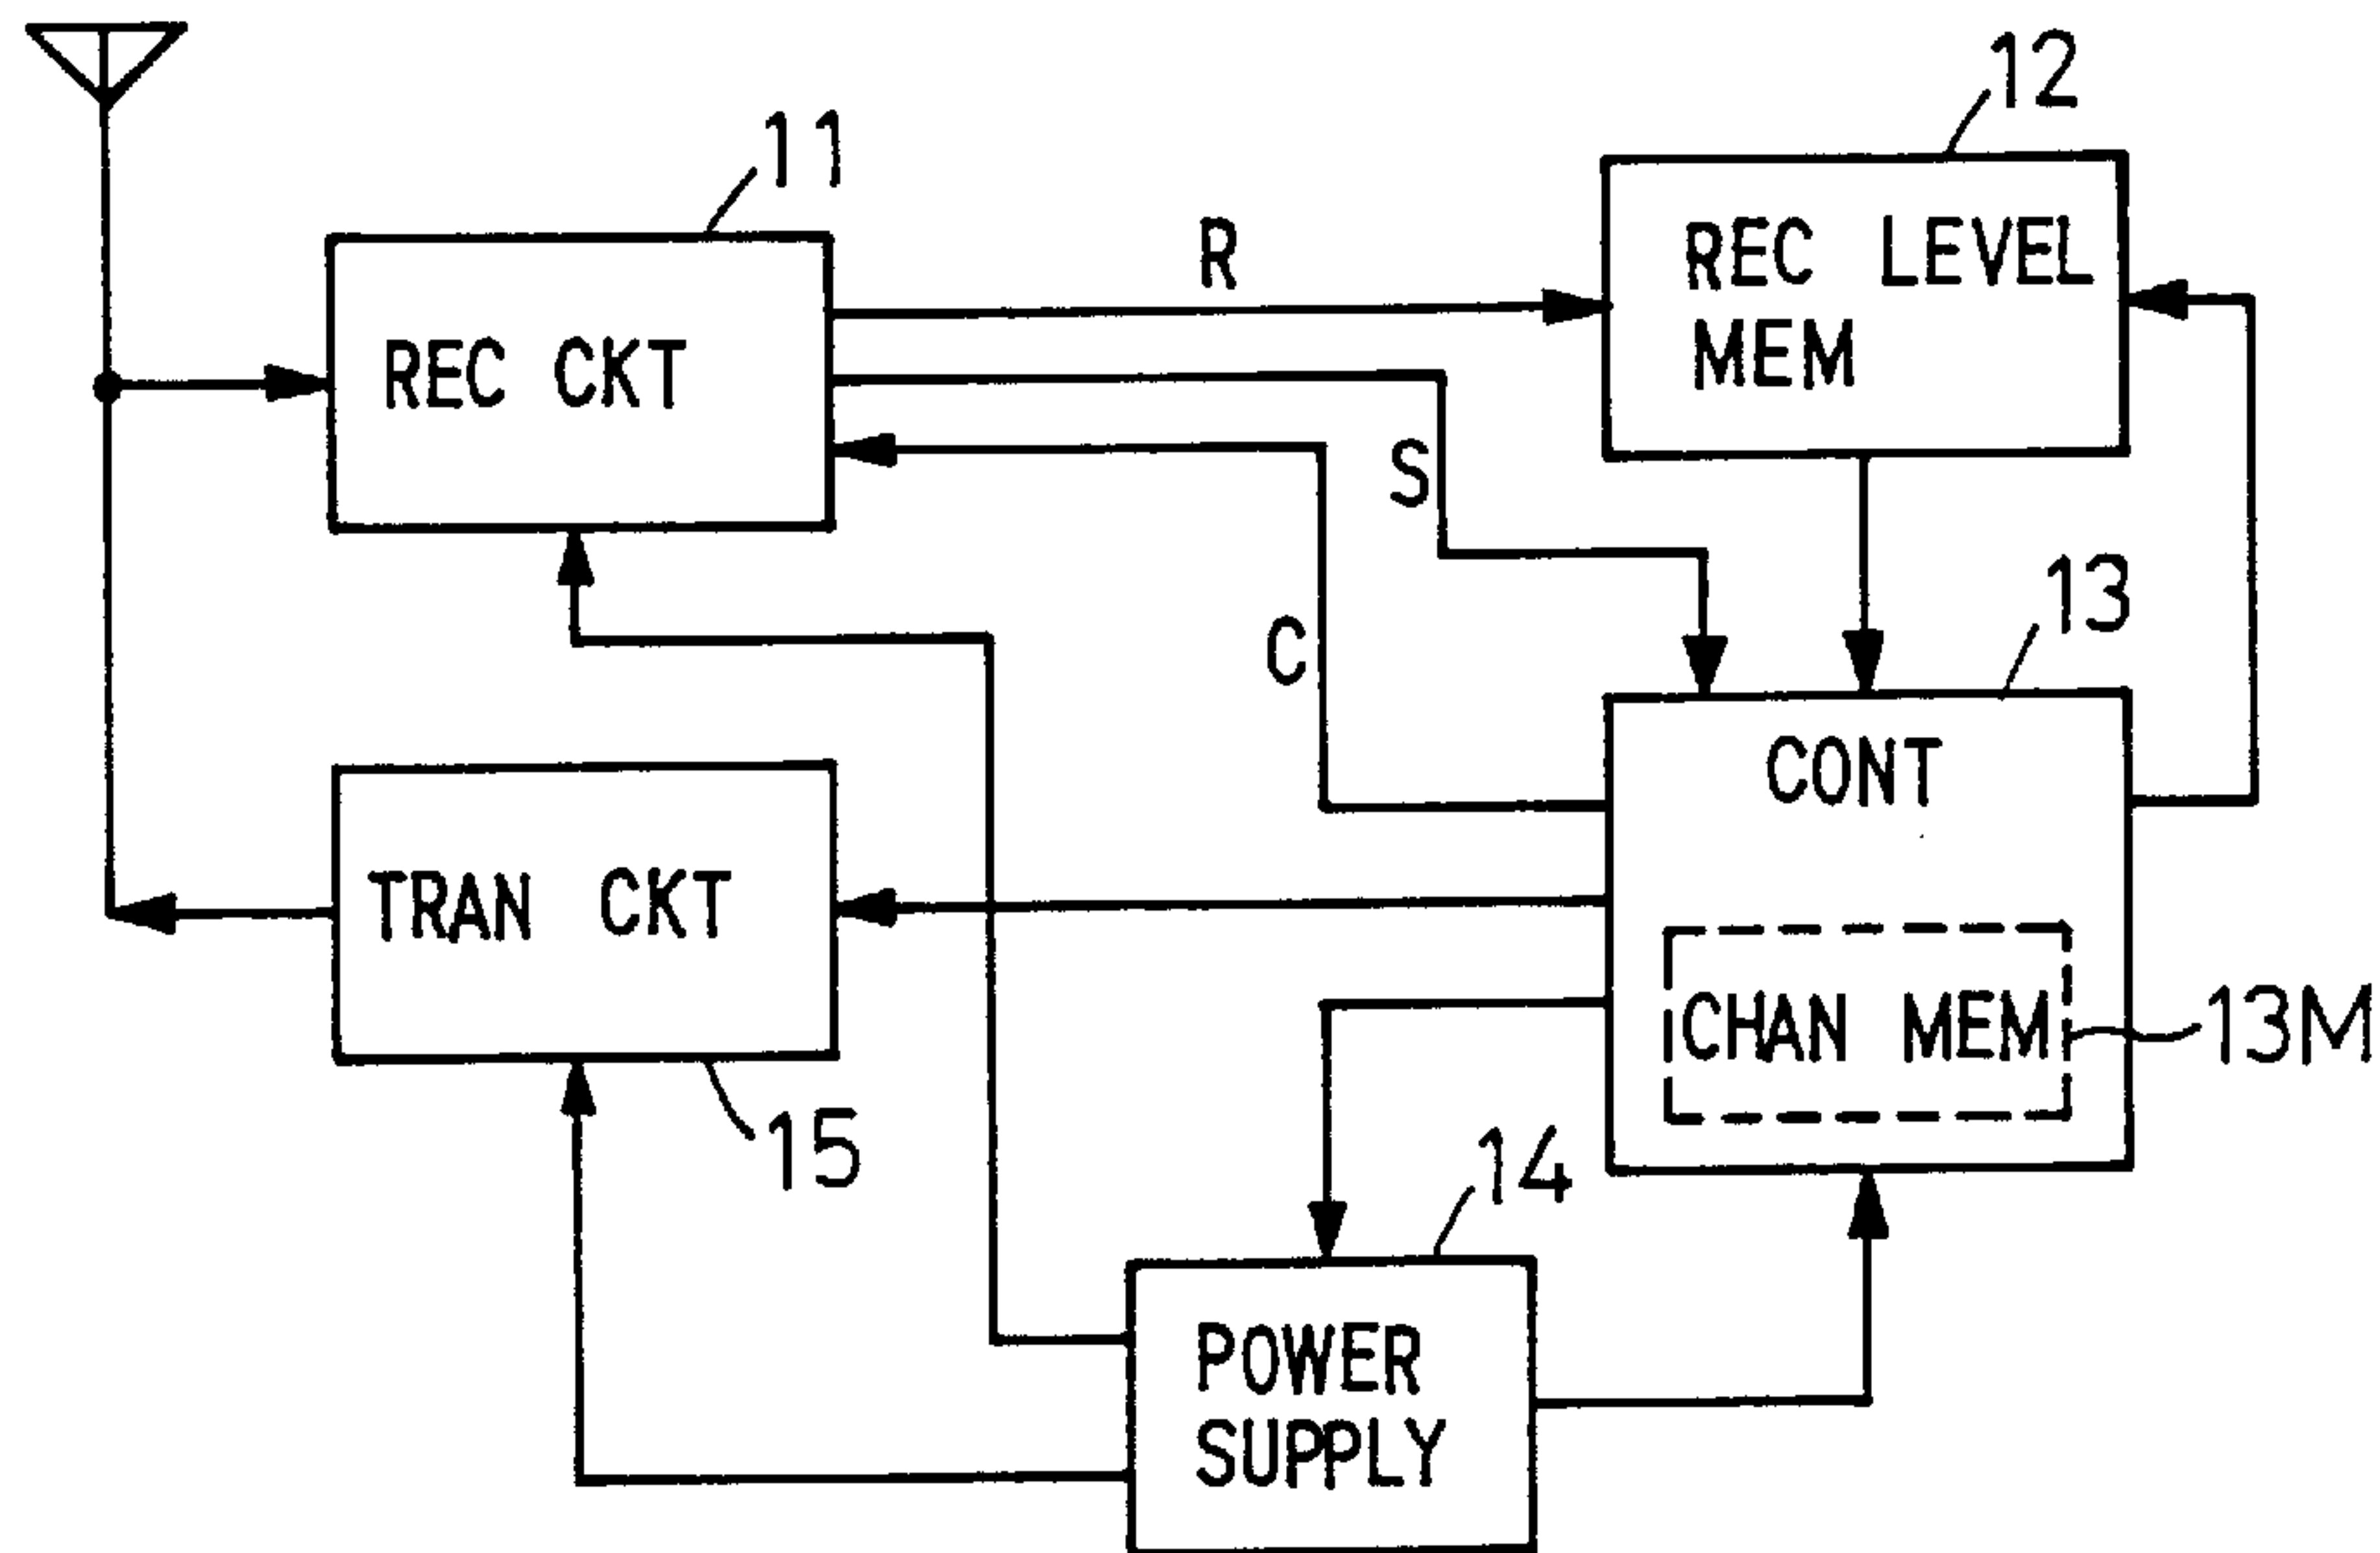 12
11
R
REC LEVEL
MEM
REC CKT
S
13
C
CONT
TRAN CKT
CHAN MEM
13M
15
14
POWER
SUPPLY